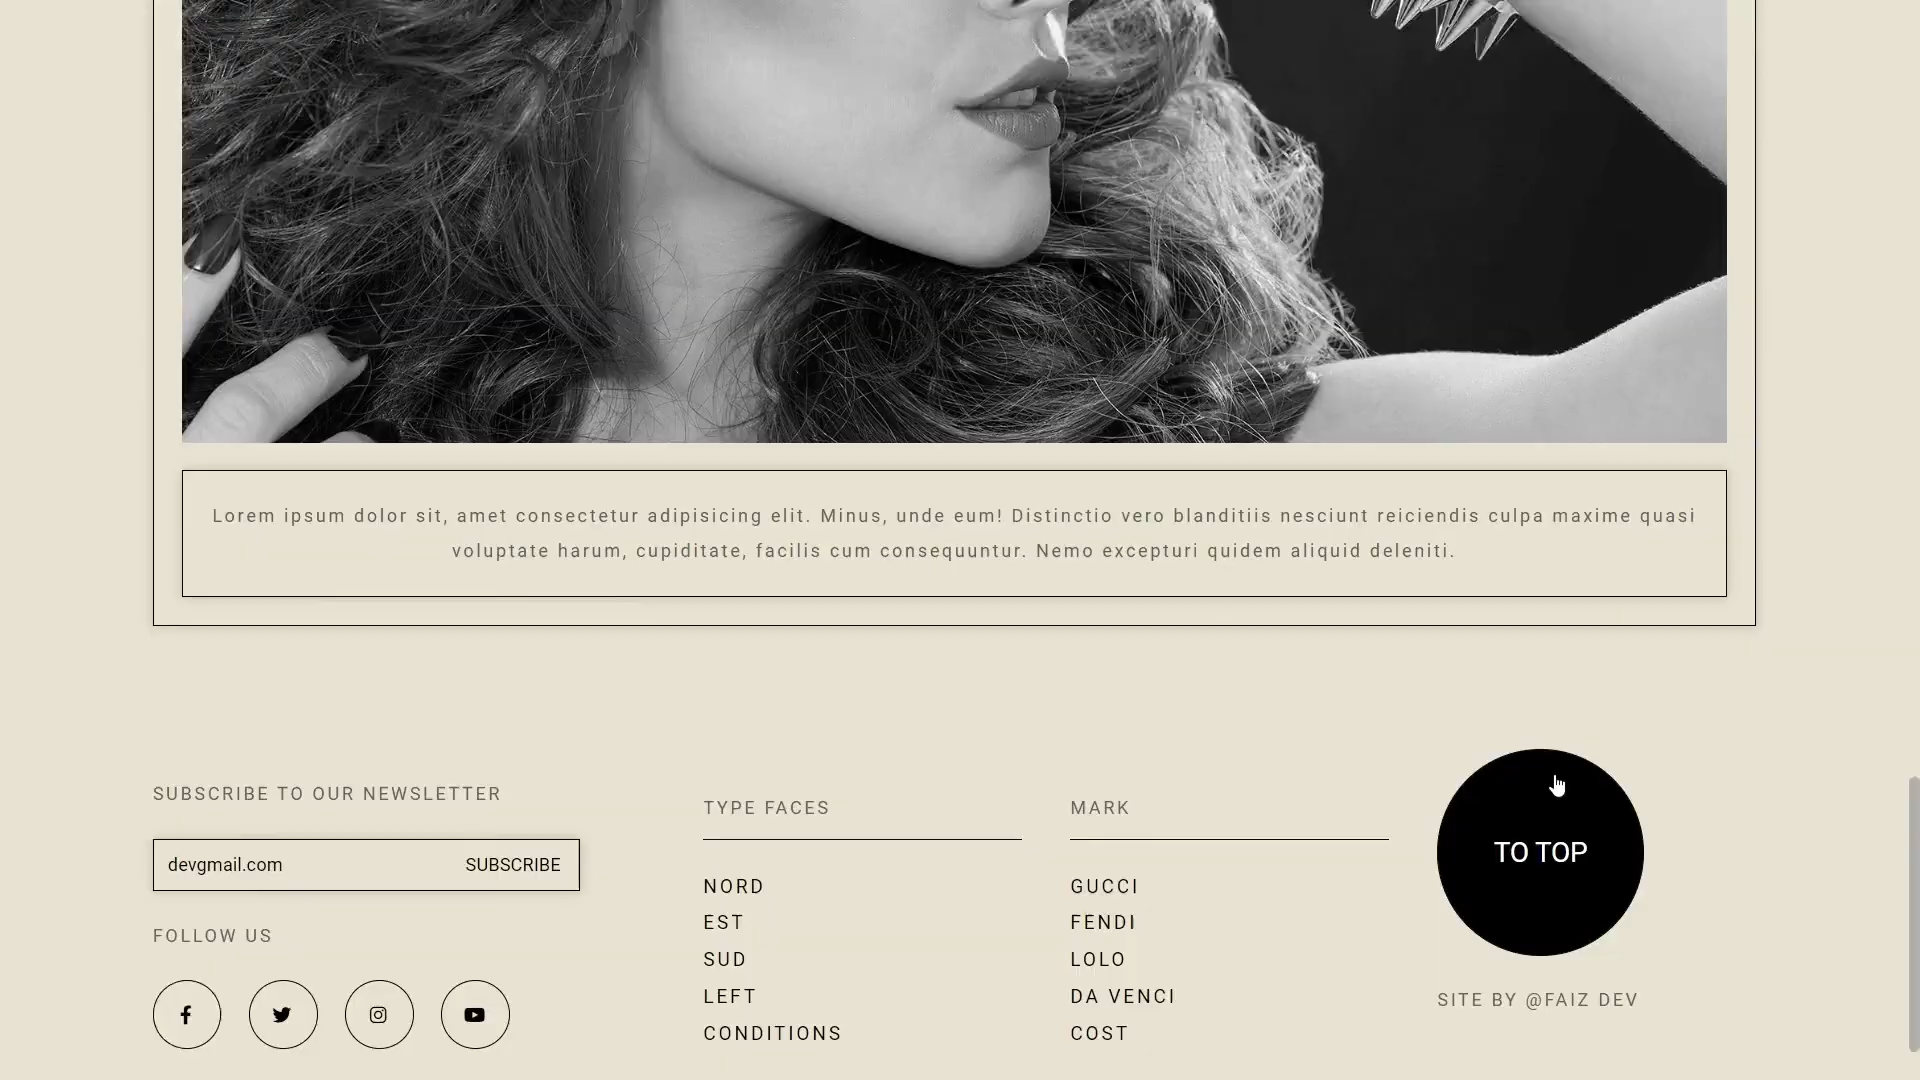 Lorem ipsum dolor sit, amet consectetur adipisicing elit. Minus, unde eum! Distinctio vero blanditiis nesciunt reiciendis culpa maxime quasi
voluptate harum, cupiditate, facilis cum consequuntur. Nemo excepturi quidem aliquid deleniti.
SUBSCRIBE TO OUR NEWSLETTER
devgmail.com SUBSCRIBE
FOLLOW US
TYPE FACES
NORD
EST
SUD
LEFT
CONDITIONS
MARK
GUCCI
FENDI
LOLO
DA VENCI
COST
TO TOP
SITE BY @FAIZ DEV